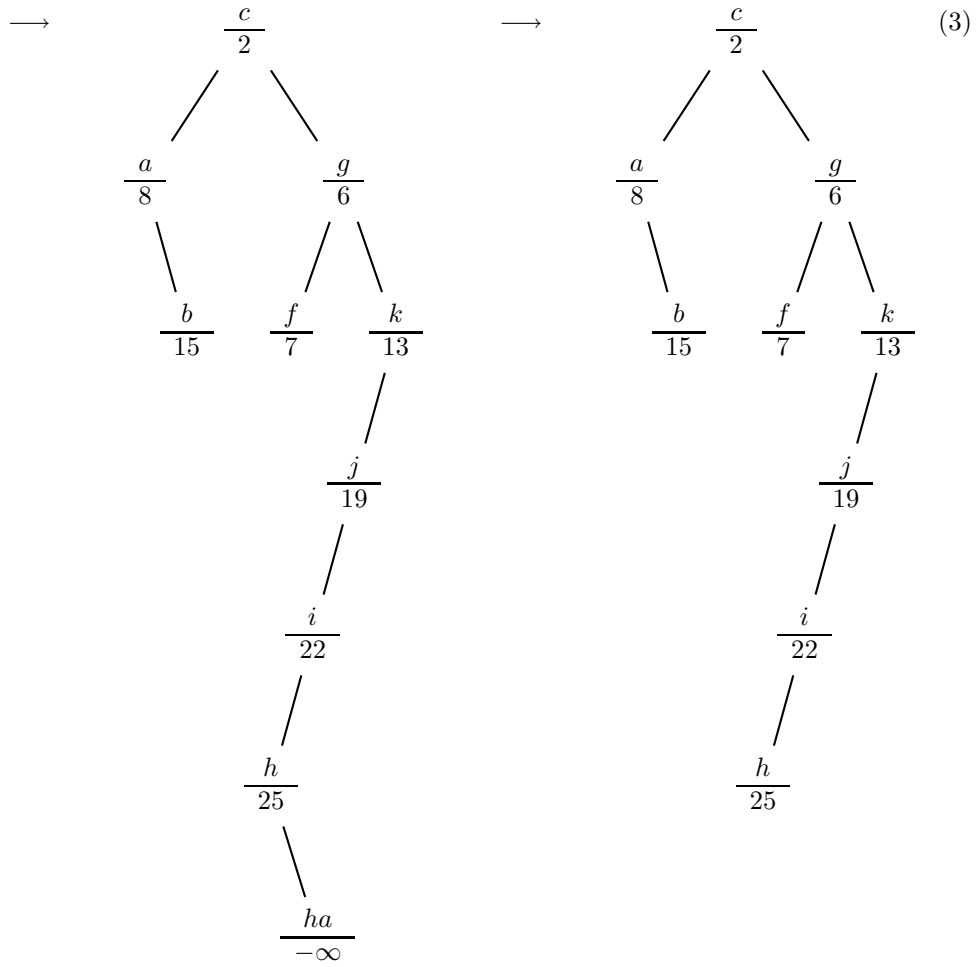 ⟶ c ⟶ c (3)
2 2
a g a g
8 6 8 6
b f k b f k
15 7 13 15 7 13
j j
19 19
i i
22 22
h h
25 25
ha
−∞